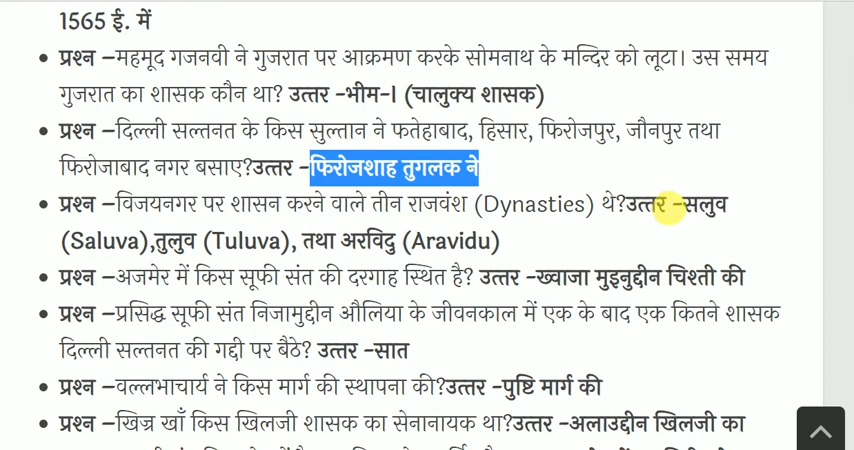 1565 ई. में
प्रश्न –महमूद गजनवी ने गुजरात पर आक्रमण करके सोमनाथ के मन्दिर को लूटा। उस समय
गुजरात का शासक कौन था? उत्तर -भीम-I (चालुक्य शासक)
प्रश्न –दिल्ली सल्तनत के किस सुल्तान ने फतेहाबाद, हिसार, फिरोजपुर, जौनपुर तथा
फिरोजाबाद नगर बसाए?उत्तर -फिरोजशाह तुगलक ने
प्रश्न –विजयनगर पर शासन करने वाले तीन राजवंश (Dynasties) थे?उत्तर -सलुव
(Saluva),तुलुव (Tuluva), तथा अरविदु (Aravidu)
प्रश्न –अजमेर में किस सूफी संत की दरगाह स्थित है? उत्तर -ख्वाजा मुइनुद्दीन चिश्ती की
प्रश्न –प्रसिद्ध सूफी संत निजामुद्दीन औलिया के जीवनकाल में एक के बाद एक कितने शासक
दिल्ली सल्तनत की गद्दी पर बैठे? उत्तर -सात
प्रश्न –वल्लभाचार्य ने किस मार्ग की स्थापना की?उत्तर -पुष्टि मार्ग की
प्रश्न –खिज्र खाँ किस खिलजी शासक का सेनानायक था?उत्तर -अलाउद्दीन खिलजी का